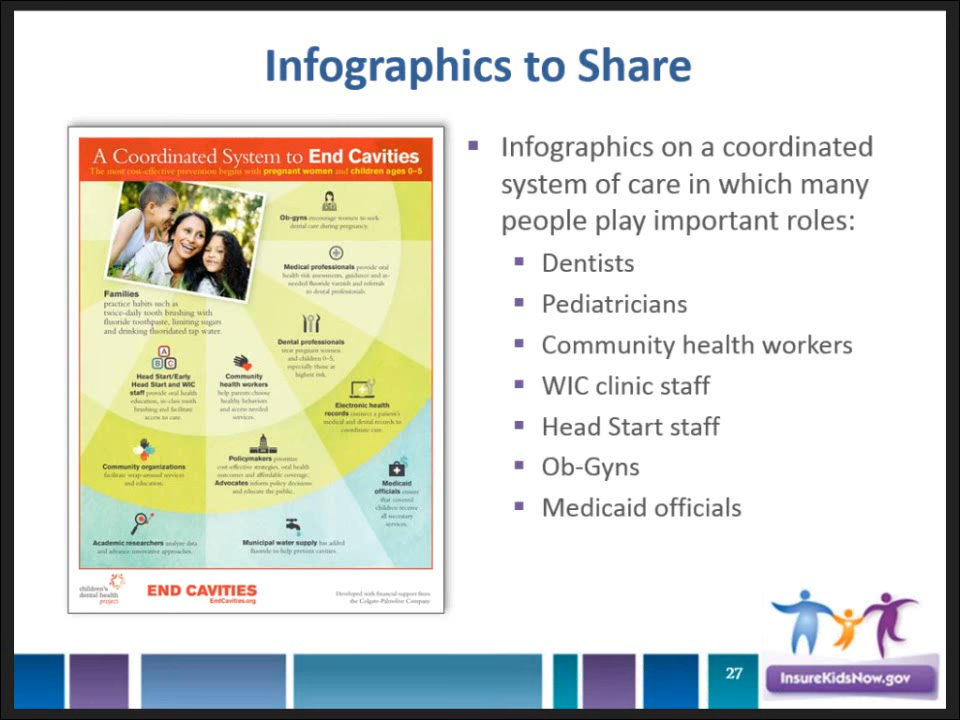 Infographics to Share
A Coordinated System to End Cavities
The most cost-effective prevention begins with pregnant women and children ages 0–5
Ob-gyns encourage women to seek
dental care during pregnancy.
Medical professionals provide oral
health risk assessments, guidance and as-
needed fluoride varnish and referrals
to dental professionals.
Families
practice habits such as
twice-daily tooth brushing with
fluoride toothpaste, limiting sugars
and drinking fluoridated tap water.
Dental professionals
treat pregnant women
and children 0–5,
especially those at
highest risk.
A
B C
Head Start/Early
Head Start and WIC
staff provide oral health
education, in-class tooth
brushing and facilitate
access to care.
Community
health workers
help parents choose
healthy behaviors
and access needed
services.
Electronic health
records connect a patient's
medical and dental records to
coordinate care.
Community organizations
facilitate wrap-around services
and education.
Policymakers prioritize
cost-effective strategies, oral health
outcomes and affordable coverage.
Advocates inform policy decisions
and educate the public.
Medicaid
officials ensure
that covered
children receive
all necessary
services.
Academic researchers analyze data
and advance innovative approaches.
Municipal water supply has added
fluoride to help prevent cavities.
children's
dental health
project
END CAVITIES
EndCavities.org
Developed with financial support from
the Colgate-Palmolive Company
▪ Infographics on a coordinated
system of care in which many
people play important roles:
▪ Dentists
▪ Pediatricians
▪ Community health workers
▪ WIC clinic staff
▪ Head Start staff
▪ Ob-Gyns
▪ Medicaid officials
27
InsureKidsNow.gov